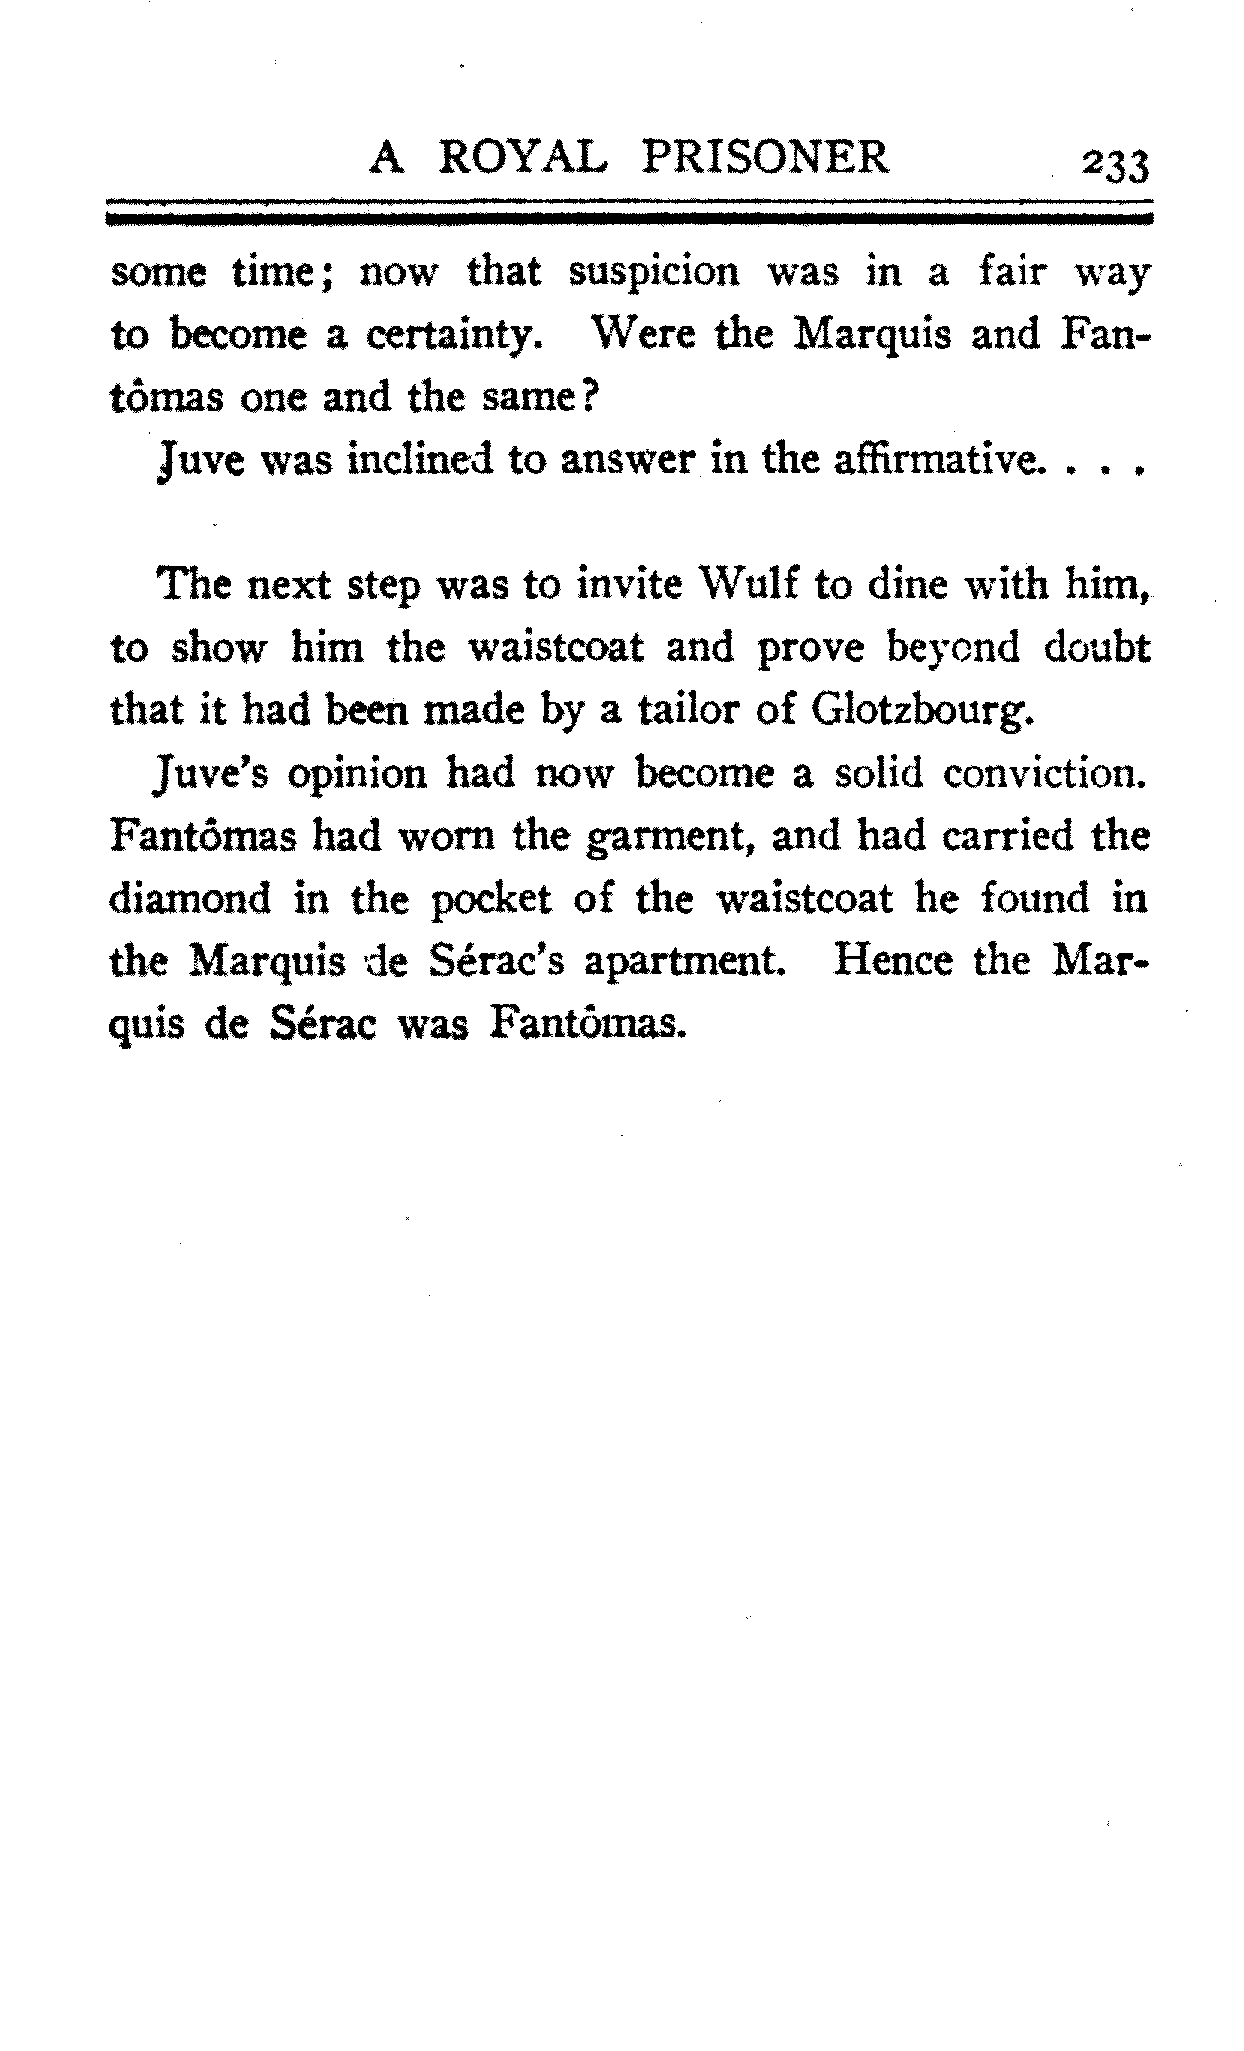 A ROYAL PRISONER 233
some time; now that suspicion was in a fair way
to become a certainty. Were the Marquis and Fan-
tômas one and the same?
Juve was inclined to answer in the affirmative. . . .
The next step was to invite Wulf to dine with him,
to show him the waistcoat and prove beyond doubt
that it had been made by a tailor of Glotzbourg.
Juve's opinion had now become a solid conviction.
Fantômas had worn the garment, and had carried the
diamond in the pocket of the waistcoat he found in
the Marquis de Sérac's apartment. Hence the Mar-
quis de Sérac was Fantômas.